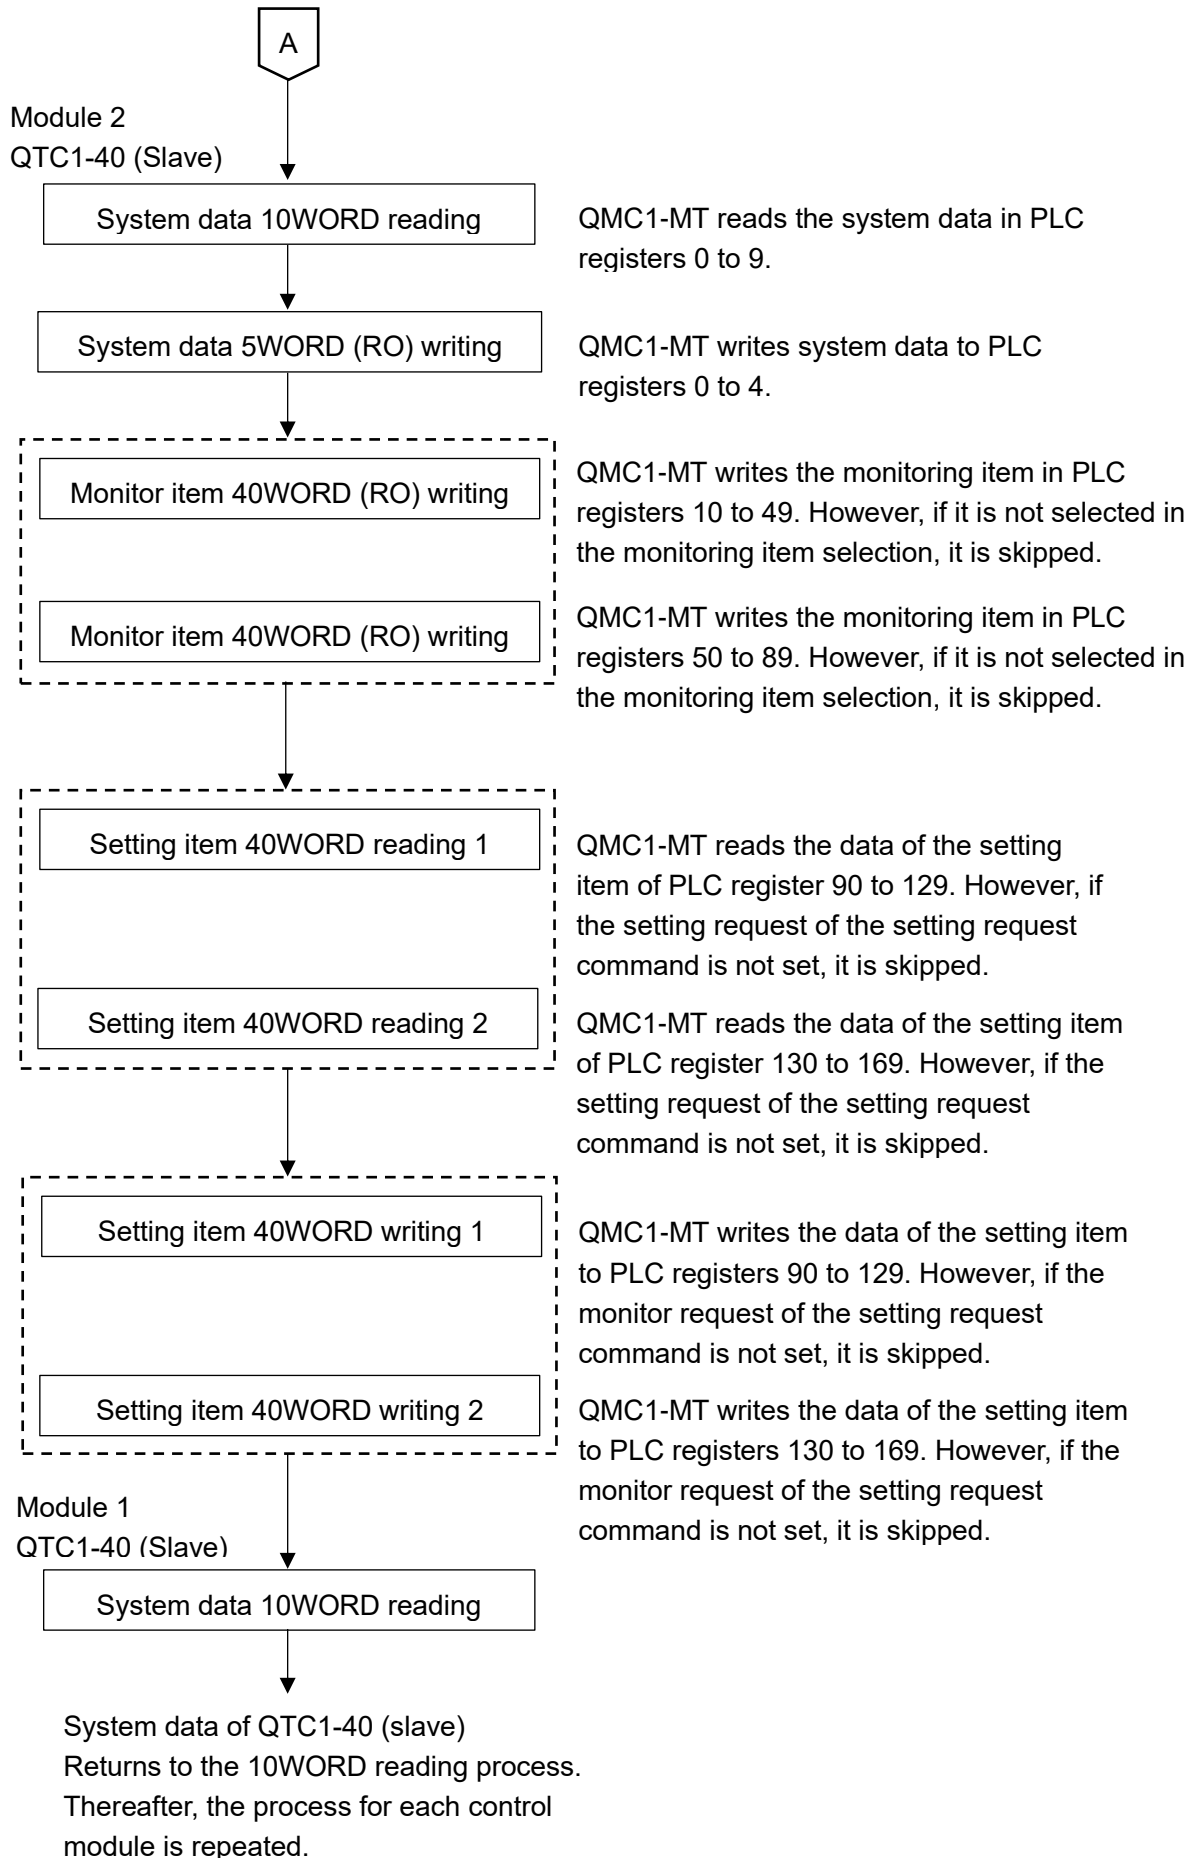 A
Module 2
QTC1-40 (Slave)
System data 10WORD reading
QMC1-MT reads the system data in PLC
registers 0 to 9.
System data 5WORD (RO) writing
QMC1-MT writes system data to PLC
registers 0 to 4.
Monitor item 40WORD (RO) writing
QMC1-MT writes the monitoring item in PLC
registers 10 to 49. However, if it is not selected in
the monitoring item selection, it is skipped.
Monitor item 40WORD (RO) writing
QMC1-MT writes the monitoring item in PLC
registers 50 to 89. However, if it is not selected in
the monitoring item selection, it is skipped.
Setting item 40WORD reading 1
QMC1-MT reads the data of the setting
item of PLC register 90 to 129. However, if
the setting request of the setting request
command is not set, it is skipped.
Setting item 40WORD reading 2
QMC1-MT reads the data of the setting item
of PLC register 130 to 169. However, if the
setting request of the setting request
command is not set, it is skipped.
Setting item 40WORD writing 1
QMC1-MT writes the data of the setting item
to PLC registers 90 to 129. However, if the
monitor request of the setting request
command is not set, it is skipped.
Setting item 40WORD writing 2
QMC1-MT writes the data of the setting item
to PLC registers 130 to 169. However, if the
monitor request of the setting request
command is not set, it is skipped.
Module 1
QTC1-40 (Slave)
System data 10WORD reading
System data of QTC1-40 (slave)
Returns to the 10WORD reading process.
Thereafter, the process for each control
module is repeated.